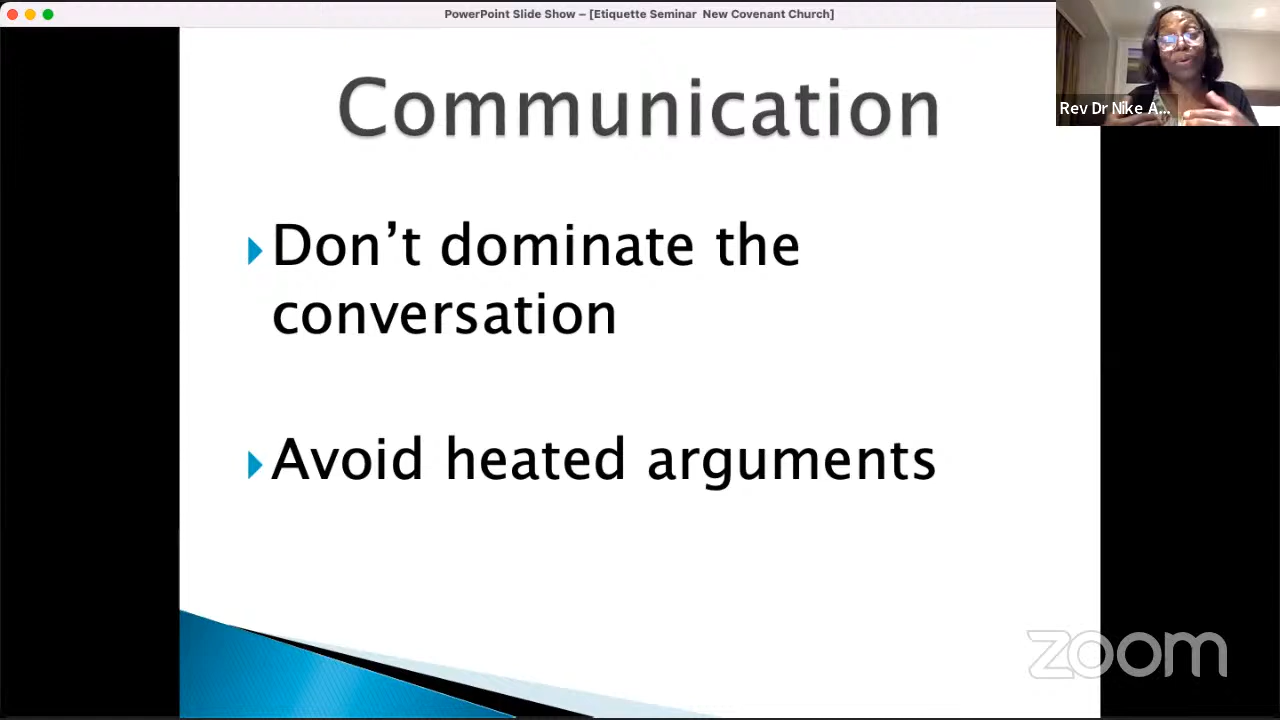 PowerPoint Slide Show – [Etiquette Seminar New Covenant Church]
Communication
Don’t dominate the
conversation
Avoid heated arguments
Rev Dr Nike A...
zoom